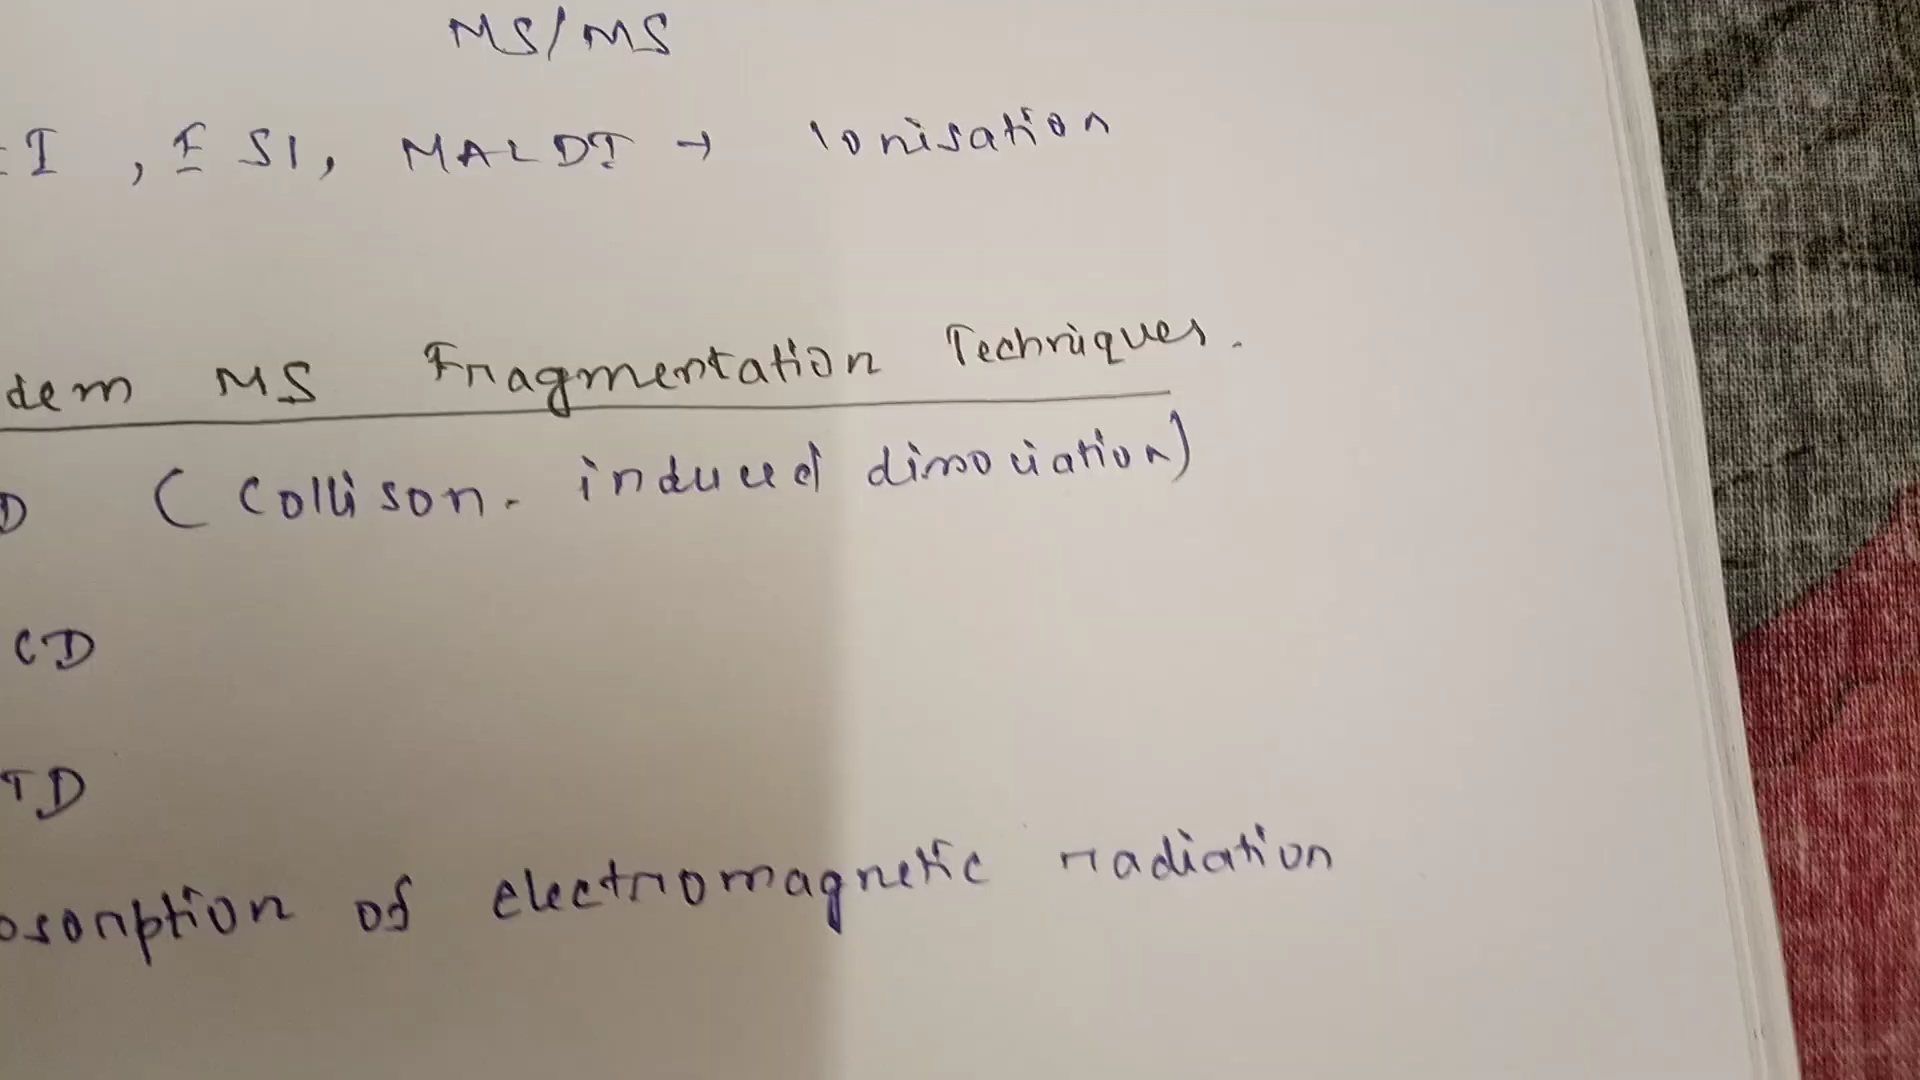 MS/MS
I, ESI, MALDI → Ionisation
dem MS Fragmentation Techniques.
D (Collison- induced dissociation)
CD
TD
osorption of electromagnetic radiation